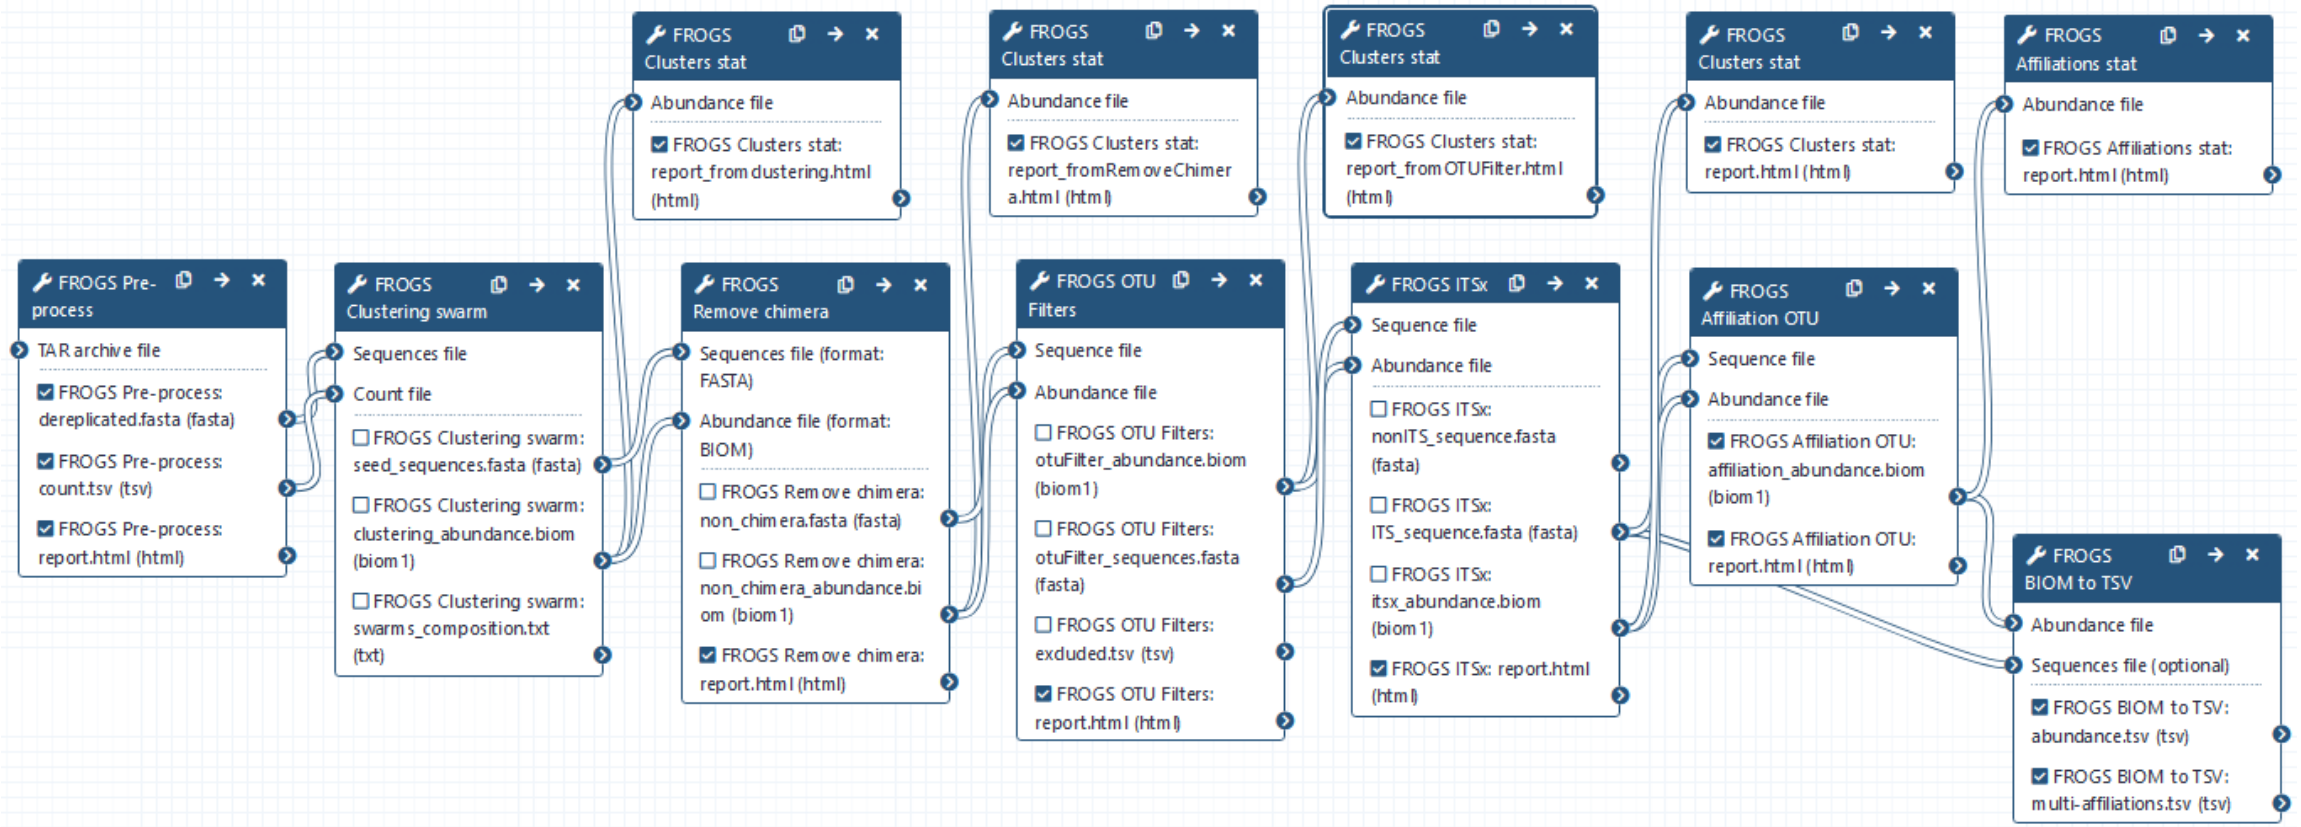 FROGS
Clusters stat
Abundance file
FROGS Clusters stat:
report_fromclustering.html
(html)
FROGS
Clusters stat
Abundance file
FROGS Clusters stat:
report_fromRemoveChimer
a.html (html)
FROGS
Clusters stat
Abundance file
FROGS Clusters stat:
report_fromOTUFilter.html
(html)
FROGS
Clusters stat
Abundance file
FROGS Clusters stat:
report.html (html)
FROGS
Affiliations stat
Abundance file
FROGS Affiliations stat:
report.html (html)
FROGS Pre-
process
TAR archive file
FROGS Pre-process:
dereplicated.fasta (fasta)
FROGS Pre-process:
count.tsv (tsv)
FROGS Pre-process:
report.html (html)
FROGS
Clustering swarm
Sequences file
Count file
FROGS Clustering swarm:
seed_sequences.fasta (fasta)
FROGS Clustering swarm:
clustering_abundance.biom
(biom1)
FROGS Clustering swarm:
swarms_composition.txt
(txt)
FROGS
Remove chimera
Sequences file (format:
FASTA)
Abundance file (format:
BIOM)
FROGS Remove chimera:
non_chimera.fasta (fasta)
FROGS Remove chimera:
non_chimera_abundance.bi
om (biom1)
FROGS Remove chimera:
report.html (html)
FROGS OTU
Filters
Sequence file
Abundance file
FROGS OTU Filters:
otuFilter_abundance.biom
(biom1)
FROGS OTU Filters:
otuFilter_sequences.fasta
(fasta)
FROGS OTU Filters:
excluded.tsv (tsv)
FROGS OTU Filters:
report.html (html)
FROGS ITSx
Sequence file
Abundance file
FROGS ITSx:
nonITS_sequence.fasta
(fasta)
FROGS ITSx:
ITS_sequence.fasta (fasta)
FROGS ITSx:
itsx_abundance.biom
(biom1)
FROGS ITSx: report.html
(html)
FROGS
Affiliation OTU
Sequence file
Abundance file
FROGS Affiliation OTU:
affiliation_abundance.biom
(biom1)
FROGS Affiliation OTU:
report.html (html)
FROGS
BIOM to TSV
Abundance file
Sequences file (optional)
FROGS BIOM to TSV:
abundance.tsv (tsv)
FROGS BIOM to TSV:
multi-affiliations.tsv (tsv)